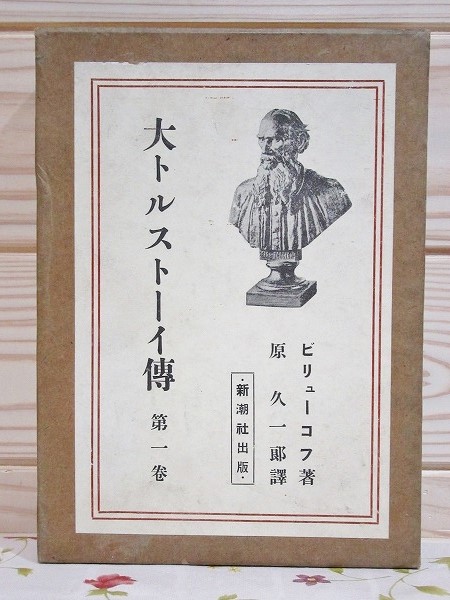 ビリューコフ著
原久一郎譯
・新潮社出版・
大トルストーイ傳 第一卷